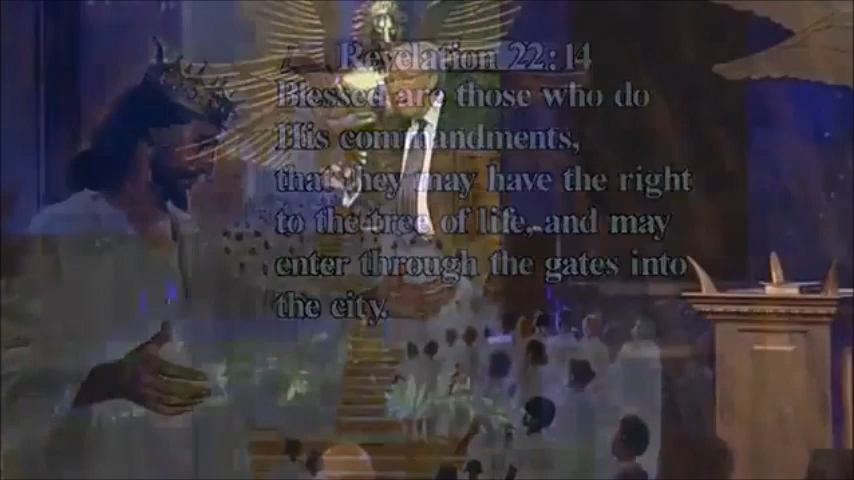 Revelation 22:14
Blessed are those who do
His commandments,
that they may have the right
to the tree of life, and may
enter through the gates into
the city.